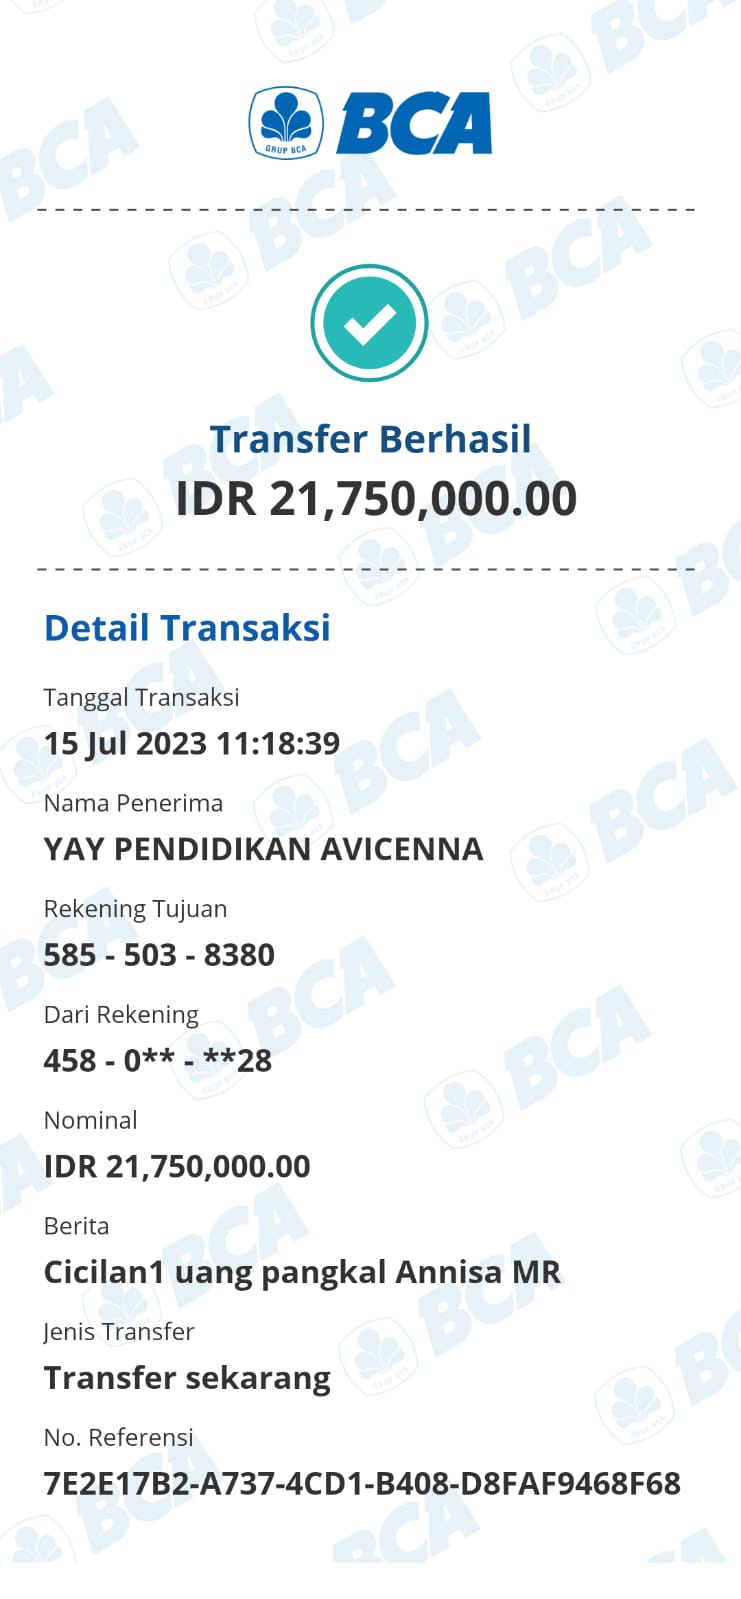 GRUP BCA
BCA
Transfer Berhasil
IDR 21,750,000.00
Detail Transaksi
Tanggal Transaksi
15 Jul 2023 11:18:39
Nama Penerima
YAY PENDIDIKAN AVICENNA
Rekening Tujuan
585 - 503 - 8380
Dari Rekening
458 - 0** - **28
Nominal
IDR 21,750,000.00
Berita
Cicilan1 uang pangkal Annisa MR
Jenis Transfer
Transfer sekarang
No. Referensi
7E2E17B2-A737-4CD1-B408-D8FAF9468F68